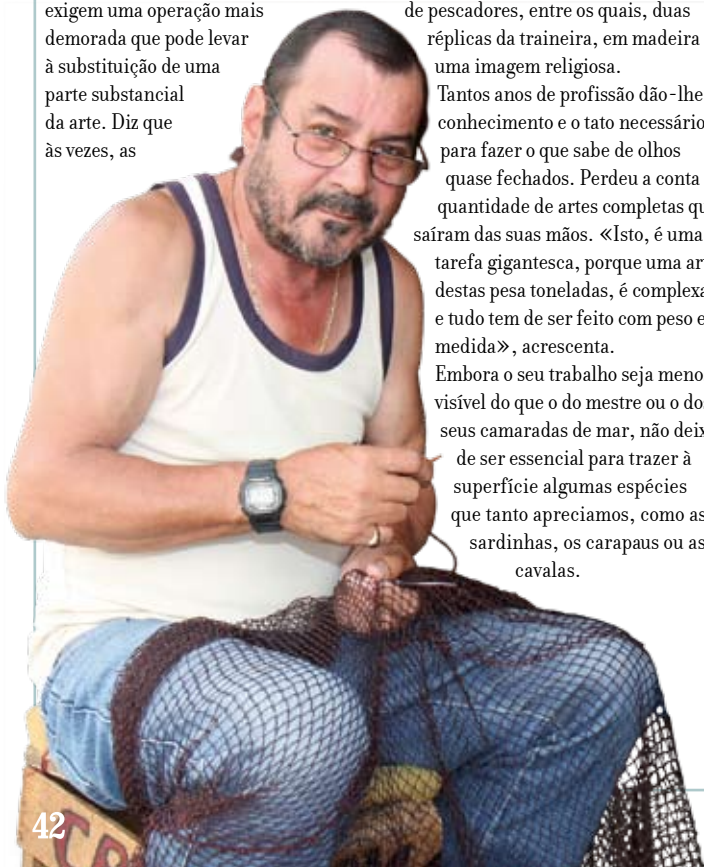 exigem uma operação mais
demorada que pode levar
à substituição de uma
parte substancial
da arte. Diz que
às vezes, as
de pescadores, entre os quais, duas
réplicas da traineira, em madeira
uma imagem religiosa.
Tantos anos de profissão dão-lhe
conhecimento e o tato necessário
para fazer o que sabe de olhos
quase fechados. Perdeu a conta
quantidade de artes completas qu
saíram das suas mãos. «Isto, é uma
tarefa gigantesca, porque uma ar
destas pesa toneladas, é complexa
e tudo tem de ser feito com peso e
medida», acrescenta.
Embora o seu trabalho seja meno
visível do que o do mestre ou o dos
seus camaradas de mar, não deix
de ser essencial para trazer à
superfície algumas espécies
que tanto apreciamos, como as
sardinhas, os carapaus ou as
cavalas.
42